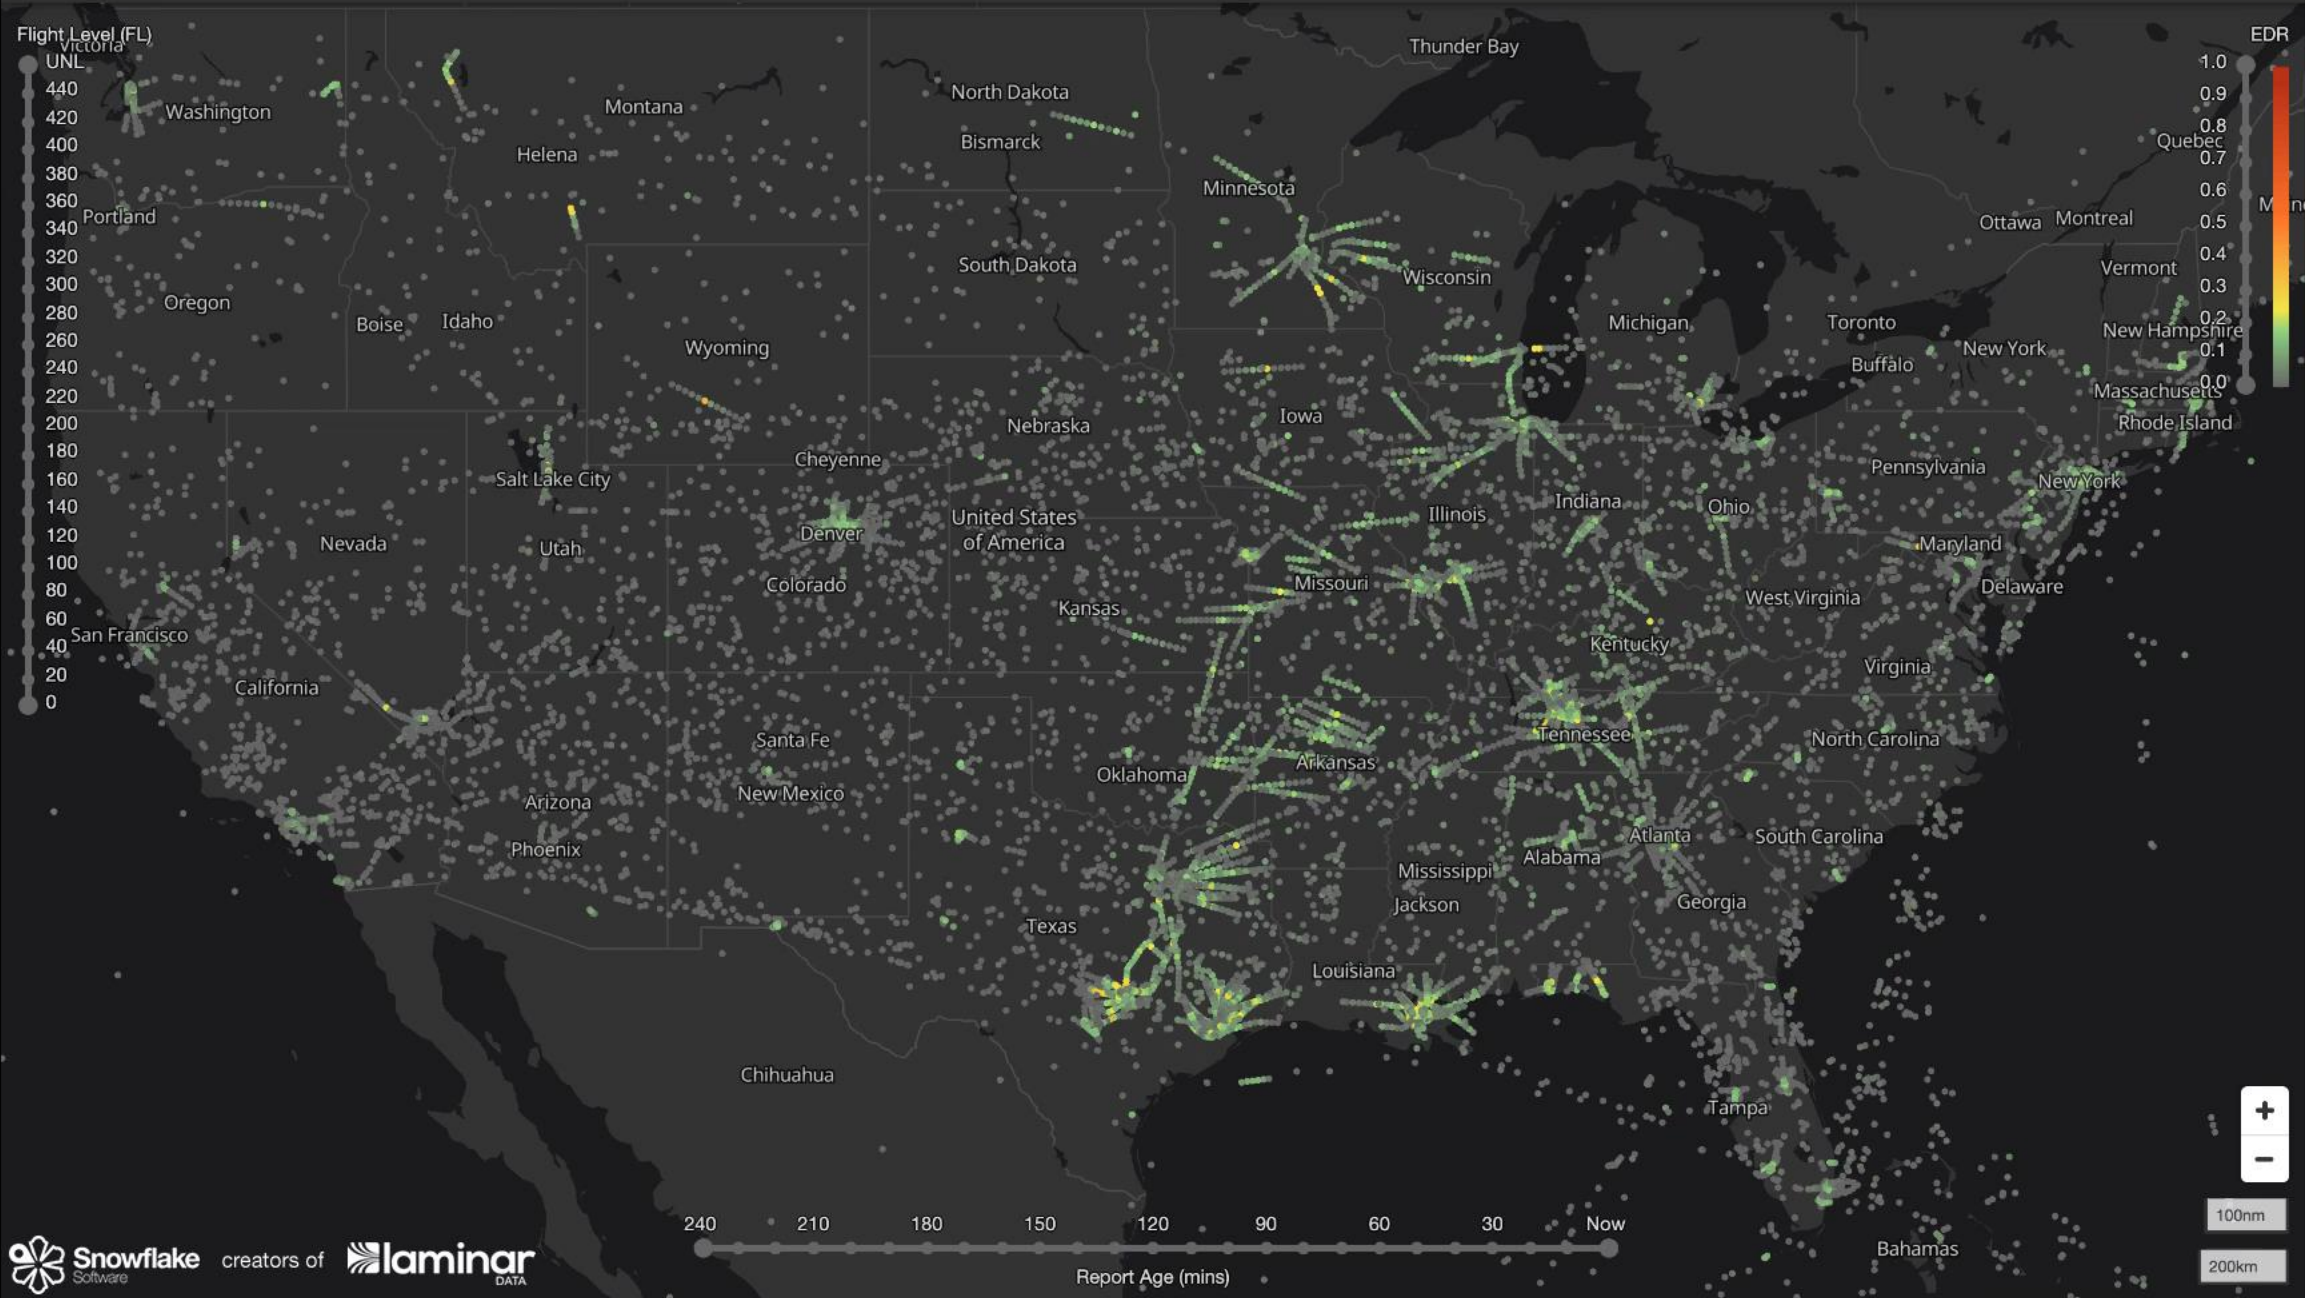 Flight Level (FL)
Victoria
UNL
440
420
400
380
360
340
320
300
280
260
240
220
200
180
160
140
120
100
80
60
40
20
0
EDR
1.0
0.9
0.8
0.7
0.6
0.5
0.4
0.3
0.2
0.1
0.0
Thunder Bay
North Dakota
Montana
Washington
Bismarck
Quebec
Helena
Minnesota
Portland
Ottawa
Montreal
South Dakota
Wisconsin
Vermont
Oregon
Boise
Idaho
Michigan
Toronto
New Hampshire
Wyoming
New York
Buffalo
Massachusetts
Iowa
Nebraska
Rhode Island
Cheyenne
Salt Lake City
Pennsylvania
New York
Indiana
Ohio
Illinois
United States
of America
Denver
Nevada
Utah
Maryland
Colorado
Missouri
Delaware
Kansas
West Virginia
San Francisco
Kentucky
Virginia
California
Santa Fe
Tennessee
North Carolina
Arkansas
Oklahoma
New Mexico
Arizona
Atlanta
South Carolina
Phoenix
Alabama
Mississippi
Jackson
Georgia
Texas
Louisiana
Chihuahua
Tampa
Bahamas
+
−
100nm
200km
240
210
180
150
120
90
60
30
Now
Report Age (mins)
Snowflake
Software
creators of
laminar
DATA